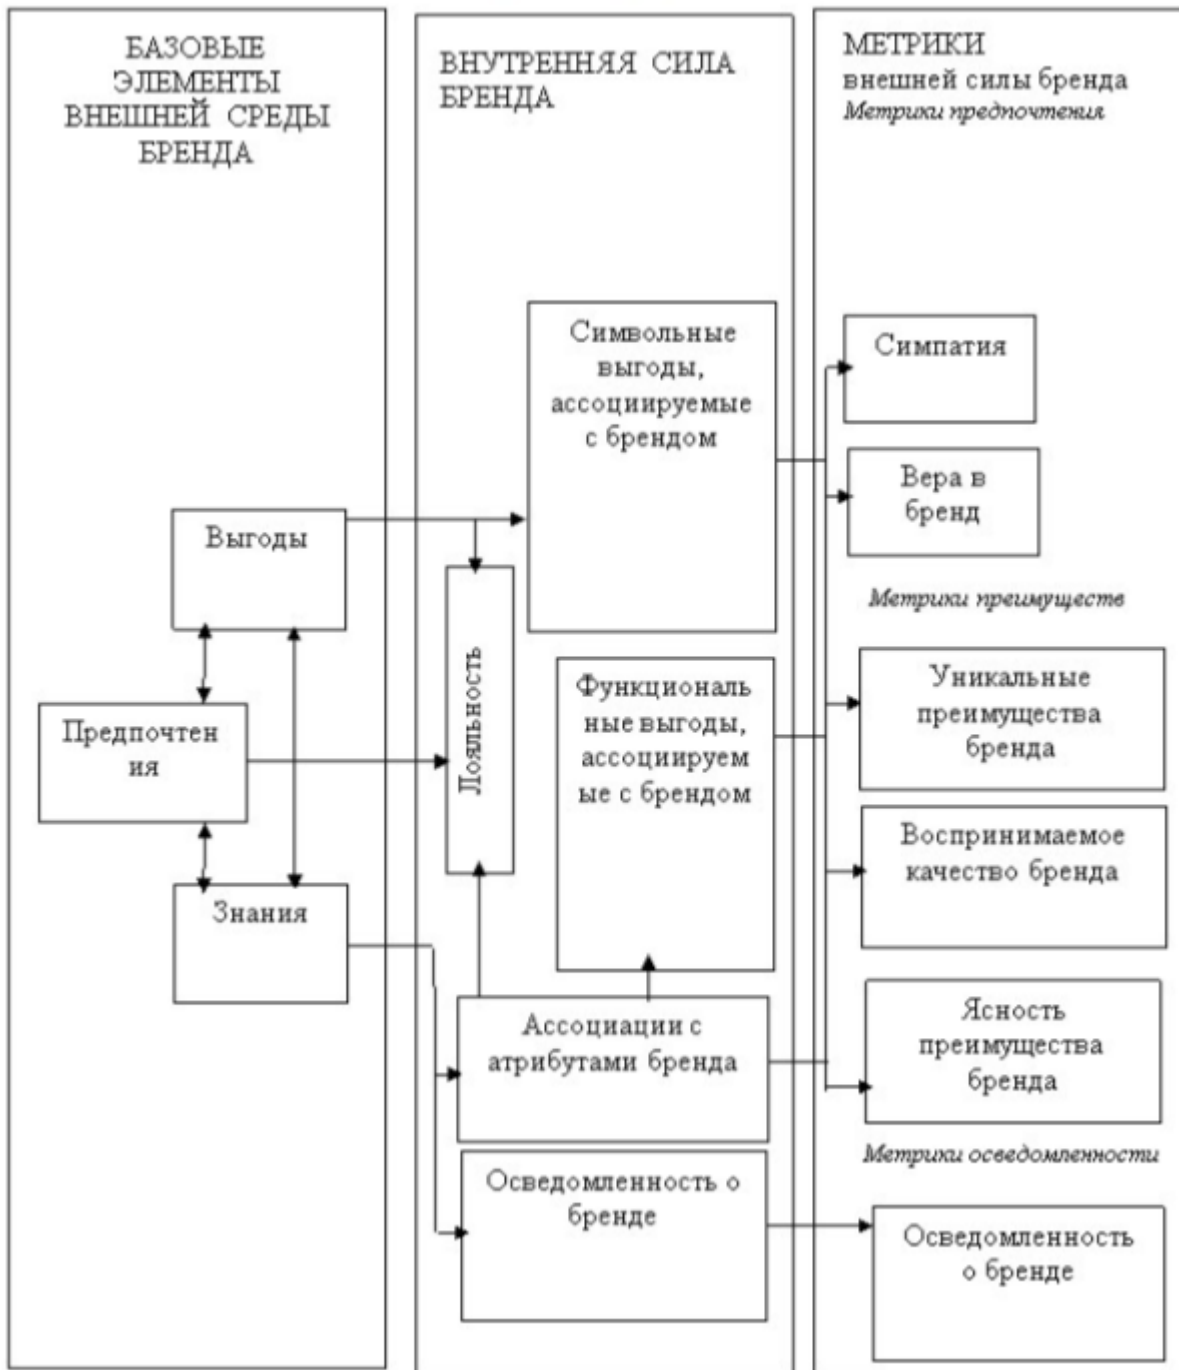 БАЗОВЫЕ
ЭЛЕМЕНТЫ
ВНЕШНЕЙ СРЕДЫ
БРЕНДА
Выгоды
Предпочтен
ия
Знания
ВНУТРЕННЯЯ СИЛА
БРЕНДА
Символьные
выгоды,
ассоциируемые
с брендом
Лояльность
Функциональ
ные выгоды,
ассоциируем
ые с брендом
Ассоциации с
атрибутами бренда
Осведомленность о
бренде
МЕТРИКИ
внешней силы бренда
Метрики предпочтения
Симпатия
Вера в
бренд
Метрики преимуществ
Уникальные
преимущества
бренда
Воспринимаемое
качество бренда
Ясность
преимущества
бренда
Метрики осведомленности
Осведомленность
о бренде